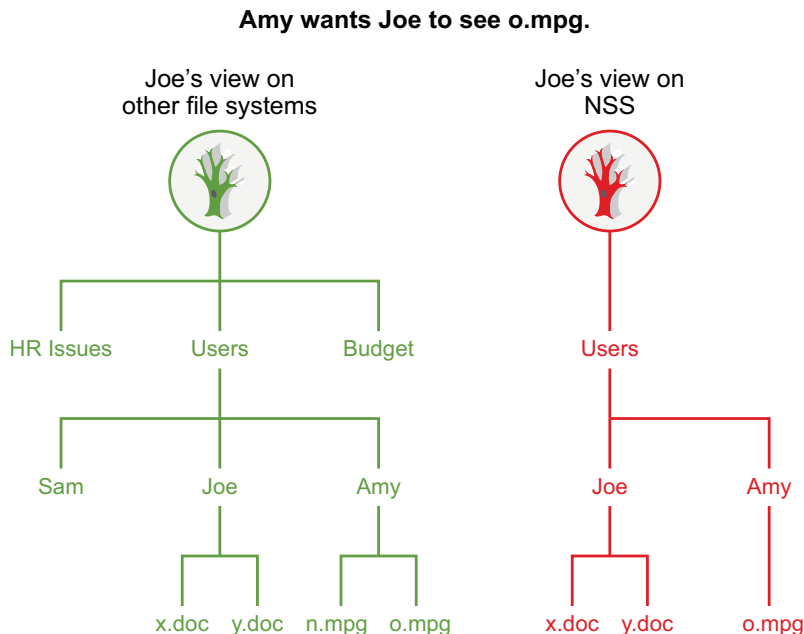 Amy wants Joe to see o.mpg.
Joe’s view on
other file systems
Joe’s view on
NSS
HR Issues
Users
Budget
Users
Sam
Joe
Amy
Joe
Amy
x.doc
y.doc
n.mpg
o.mpg
x.doc
y.doc
o.mpg